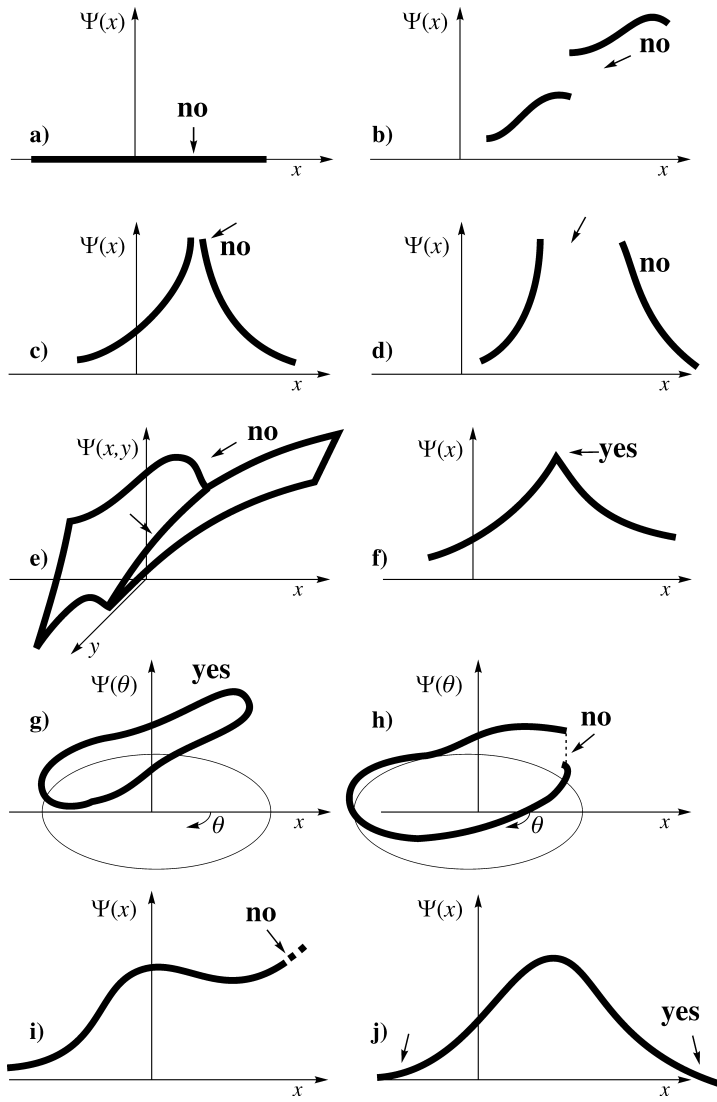 Ψ(x)
no
a)
x
Ψ(x)
no
b)
x
Ψ(x)
no
c)
x
Ψ(x)
no
d)
x
Ψ(x,y)
no
e)
x
y
Ψ(x)
yes
f)
x
yes
Ψ(θ)
g)
θ
x
Ψ(θ)
h)
no
θ
x
Ψ(x)
no
i)
x
Ψ(x)
yes
j)
x